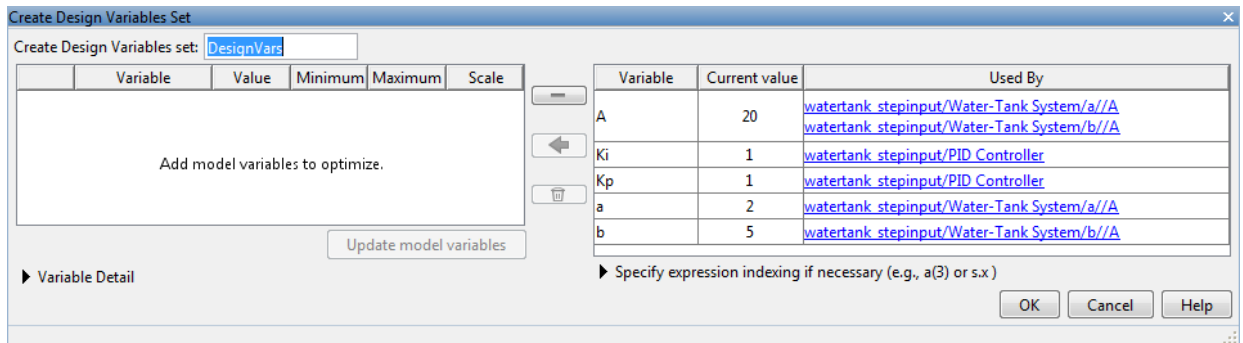 Create Design Variables Set
Create Design Variables set: DesignVars
Variable Value Minimum Maximum Scale
Add model variables to optimize.
Update model variables
Variable Detail
Variable Current value Used By
A 20 watertank_stepinput/Water-Tank System/a//A
watertank_stepinput/Water-Tank System/b//A
Ki 1 watertank_stepinput/PID Controller
Kp 1 watertank_stepinput/PID Controller
a 2 watertank_stepinput/Water-Tank System/a//A
b 5 watertank_stepinput/Water-Tank System/b//A
Specify expression indexing if necessary (e.g., a(3) or s.x )
OK Cancel Help